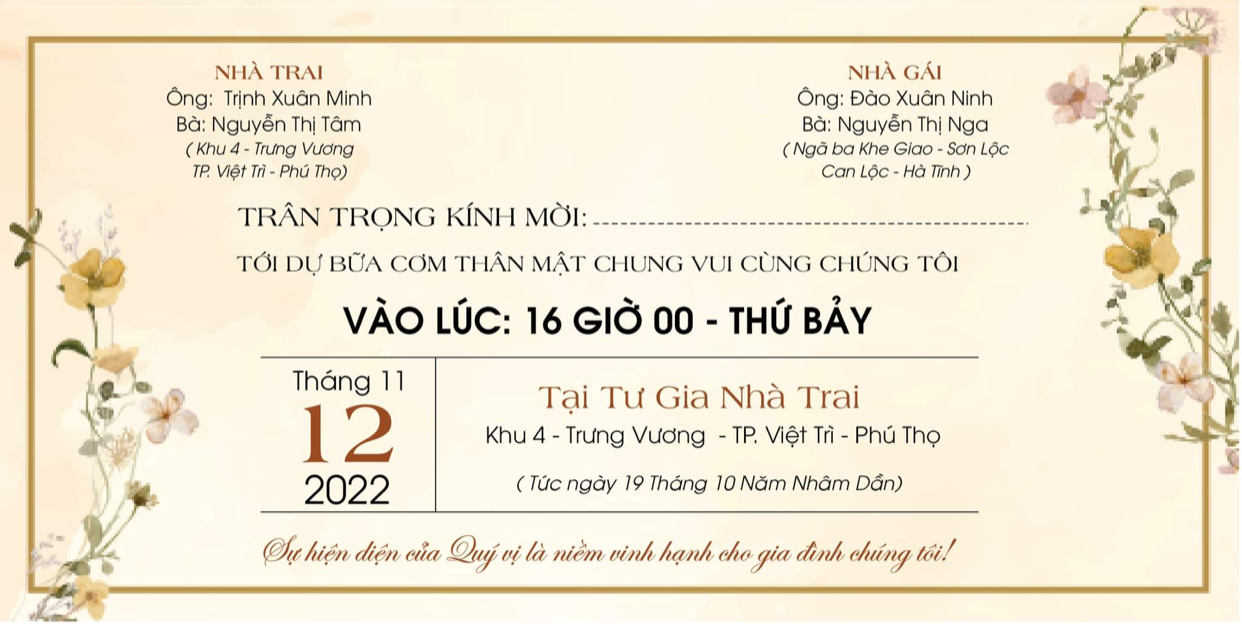 NHÀ TRAI
Ông: Trịnh Xuân Minh
Bà: Nguyễn Thị Tâm
( Khu 4 - Trưng Vương
TP. Việt Trì - Phú Thọ)
NHÀ GÁI
Ông: Đào Xuân Ninh
Bà: Nguyễn Thị Nga
( Ngã ba Khe Giao - Sơn Lộc
Can Lộc - Hà Tĩnh )
TRÂN TRỌNG KÍNH MỜI:
TỚI DỰ BỮA CƠM THÂN MẬT CHUNG VUI CÙNG CHÚNG TÔI
VÀO LÚC: 16 GIỜ 00 - THỨ BẢY
Tháng 11
12
2022
Tại Tư Gia Nhà Trai
Khu 4 - Trưng Vương - TP. Việt Trì - Phú Thọ
( Tức ngày 19 Tháng 10 Năm Nhâm Dần)
Sự hiện diện của Quý vị là niềm vinh hạnh cho gia đình chúng tôi!